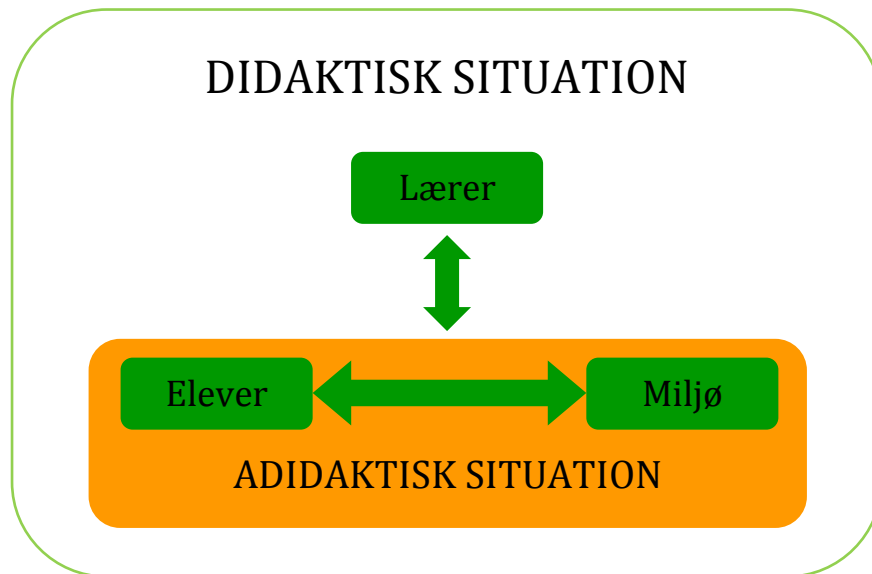 DIDAKTISK SITUATION
Lærer
Elever
Miljø
ADIDAKTISK SITUATION